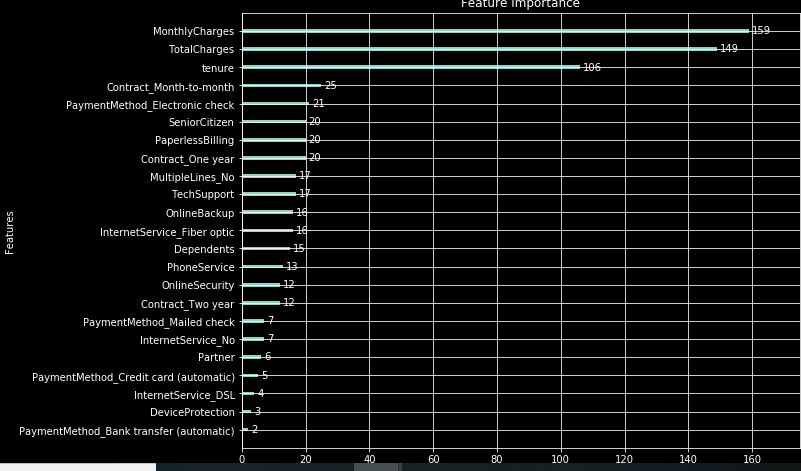 Feature importance
MonthlyCharges 159
TotalCharges 149
tenure 106
Contract_Month-to-month 25
PaymentMethod_Electronic check 21
SeniorCitizen 20
PaperlessBilling 20
Contract_One year 20
MultipleLines_No 17
TechSupport 17
OnlineBackup 16
InternetService_Fiber optic 16
Dependents 15
PhoneService 13
OnlineSecurity 12
Contract_Two year 12
PaymentMethod_Mailed check 7
InternetService_No 7
Partner 6
PaymentMethod_Credit card (automatic) 5
InternetService_DSL 4
DeviceProtection 3
PaymentMethod_Bank transfer (automatic) 2
Features
0 20 40 60 80 100 120 140 160